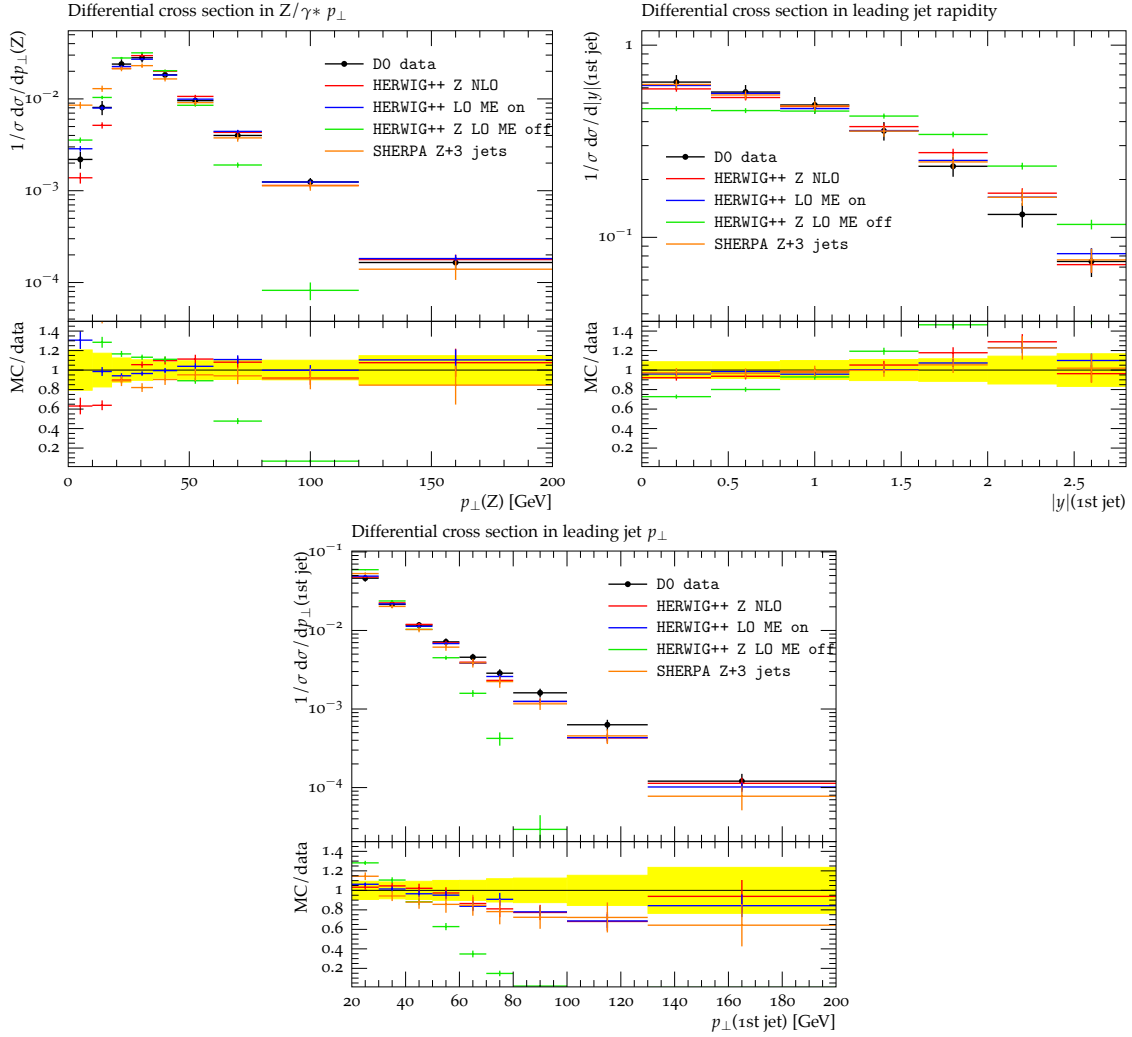 Differential cross section in Z/γ* p⊥
1/σ dσ/dp⊥(Z)
10⁻²
10⁻³
10⁻⁴
D0 data
HERWIG++ Z NLO
HERWIG++ LO ME on
HERWIG++ Z LO ME off
SHERPA Z+3 jets
MC/data
1.4
1.2
1
0.8
0.6
0.4
0.2
0 50 100 150 200
p⊥(Z) [GeV]
Differential cross section in leading jet rapidity
1/σ dσ/d|y|(1st jet)
1
10⁻¹
D0 data
HERWIG++ Z NLO
HERWIG++ LO ME on
HERWIG++ Z LO ME off
SHERPA Z+3 jets
MC/data
1.4
1.2
1
0.8
0.6
0.4
0.2
0 0.5 1 1.5 2 2.5
|y|(1st jet)
Differential cross section in leading jet p⊥
1/σ dσ/dp⊥(1st jet)
10⁻¹
10⁻²
10⁻³
10⁻⁴
D0 data
HERWIG++ Z NLO
HERWIG++ LO ME on
HERWIG++ Z LO ME off
SHERPA Z+3 jets
MC/data
1.4
1.2
1
0.8
0.6
0.4
0.2
20 40 60 80 100 120 140 160 180 200
p⊥(1st jet) [GeV]